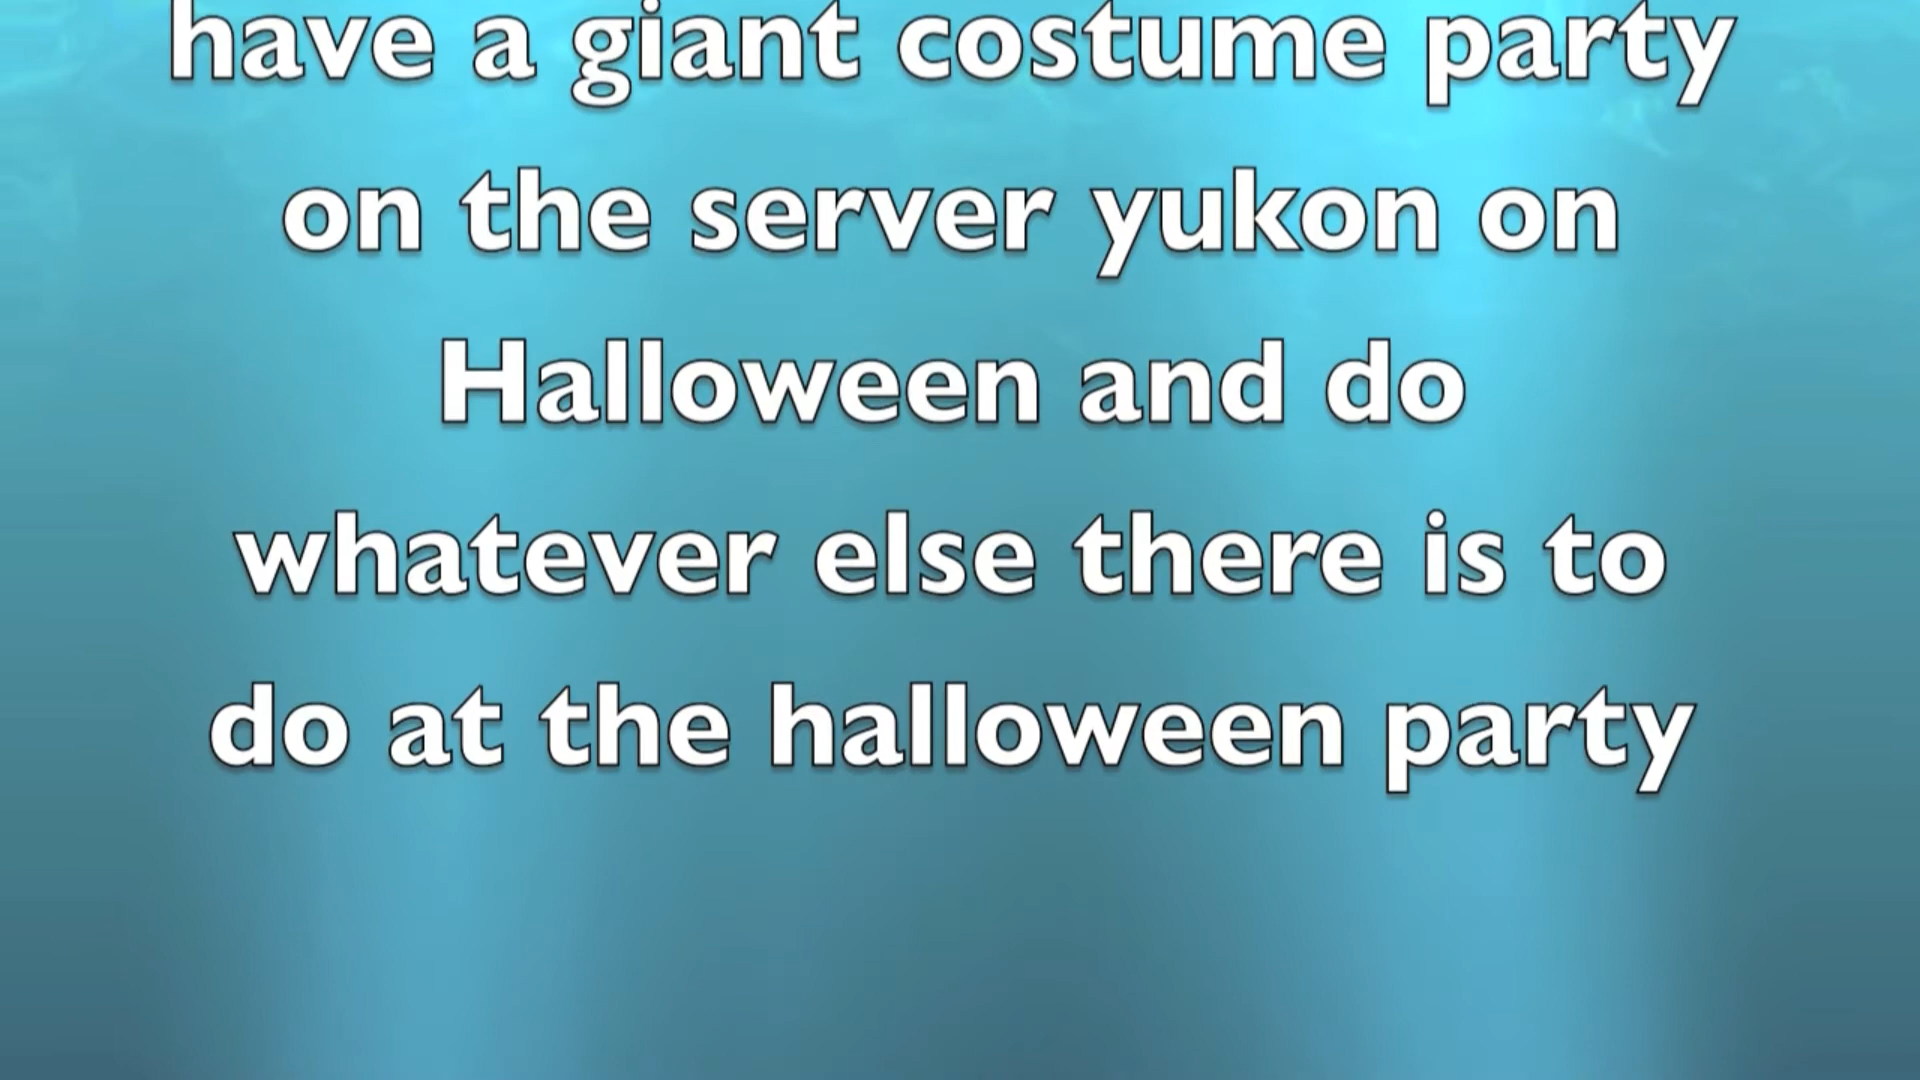 have a giant costume party
on the server yukon on
Halloween and do
whatever else there is to
do at the halloween party